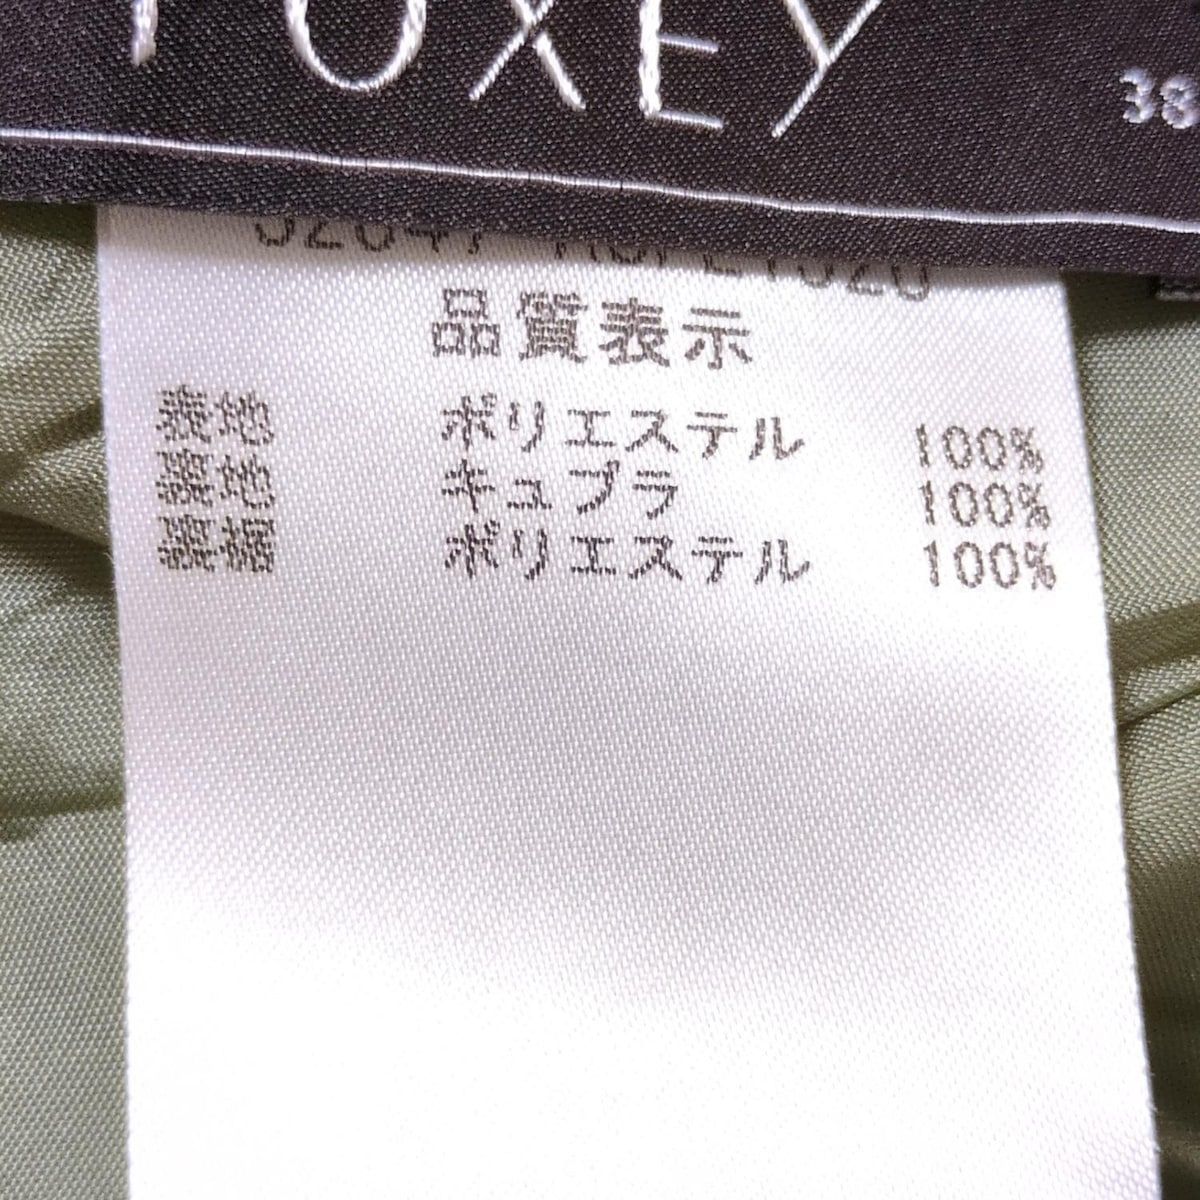 FOXEY
38
品質表示
表地 ポリエステル 100%
裏地 キュプラ 100%
裏裾 ポリエステル 100%